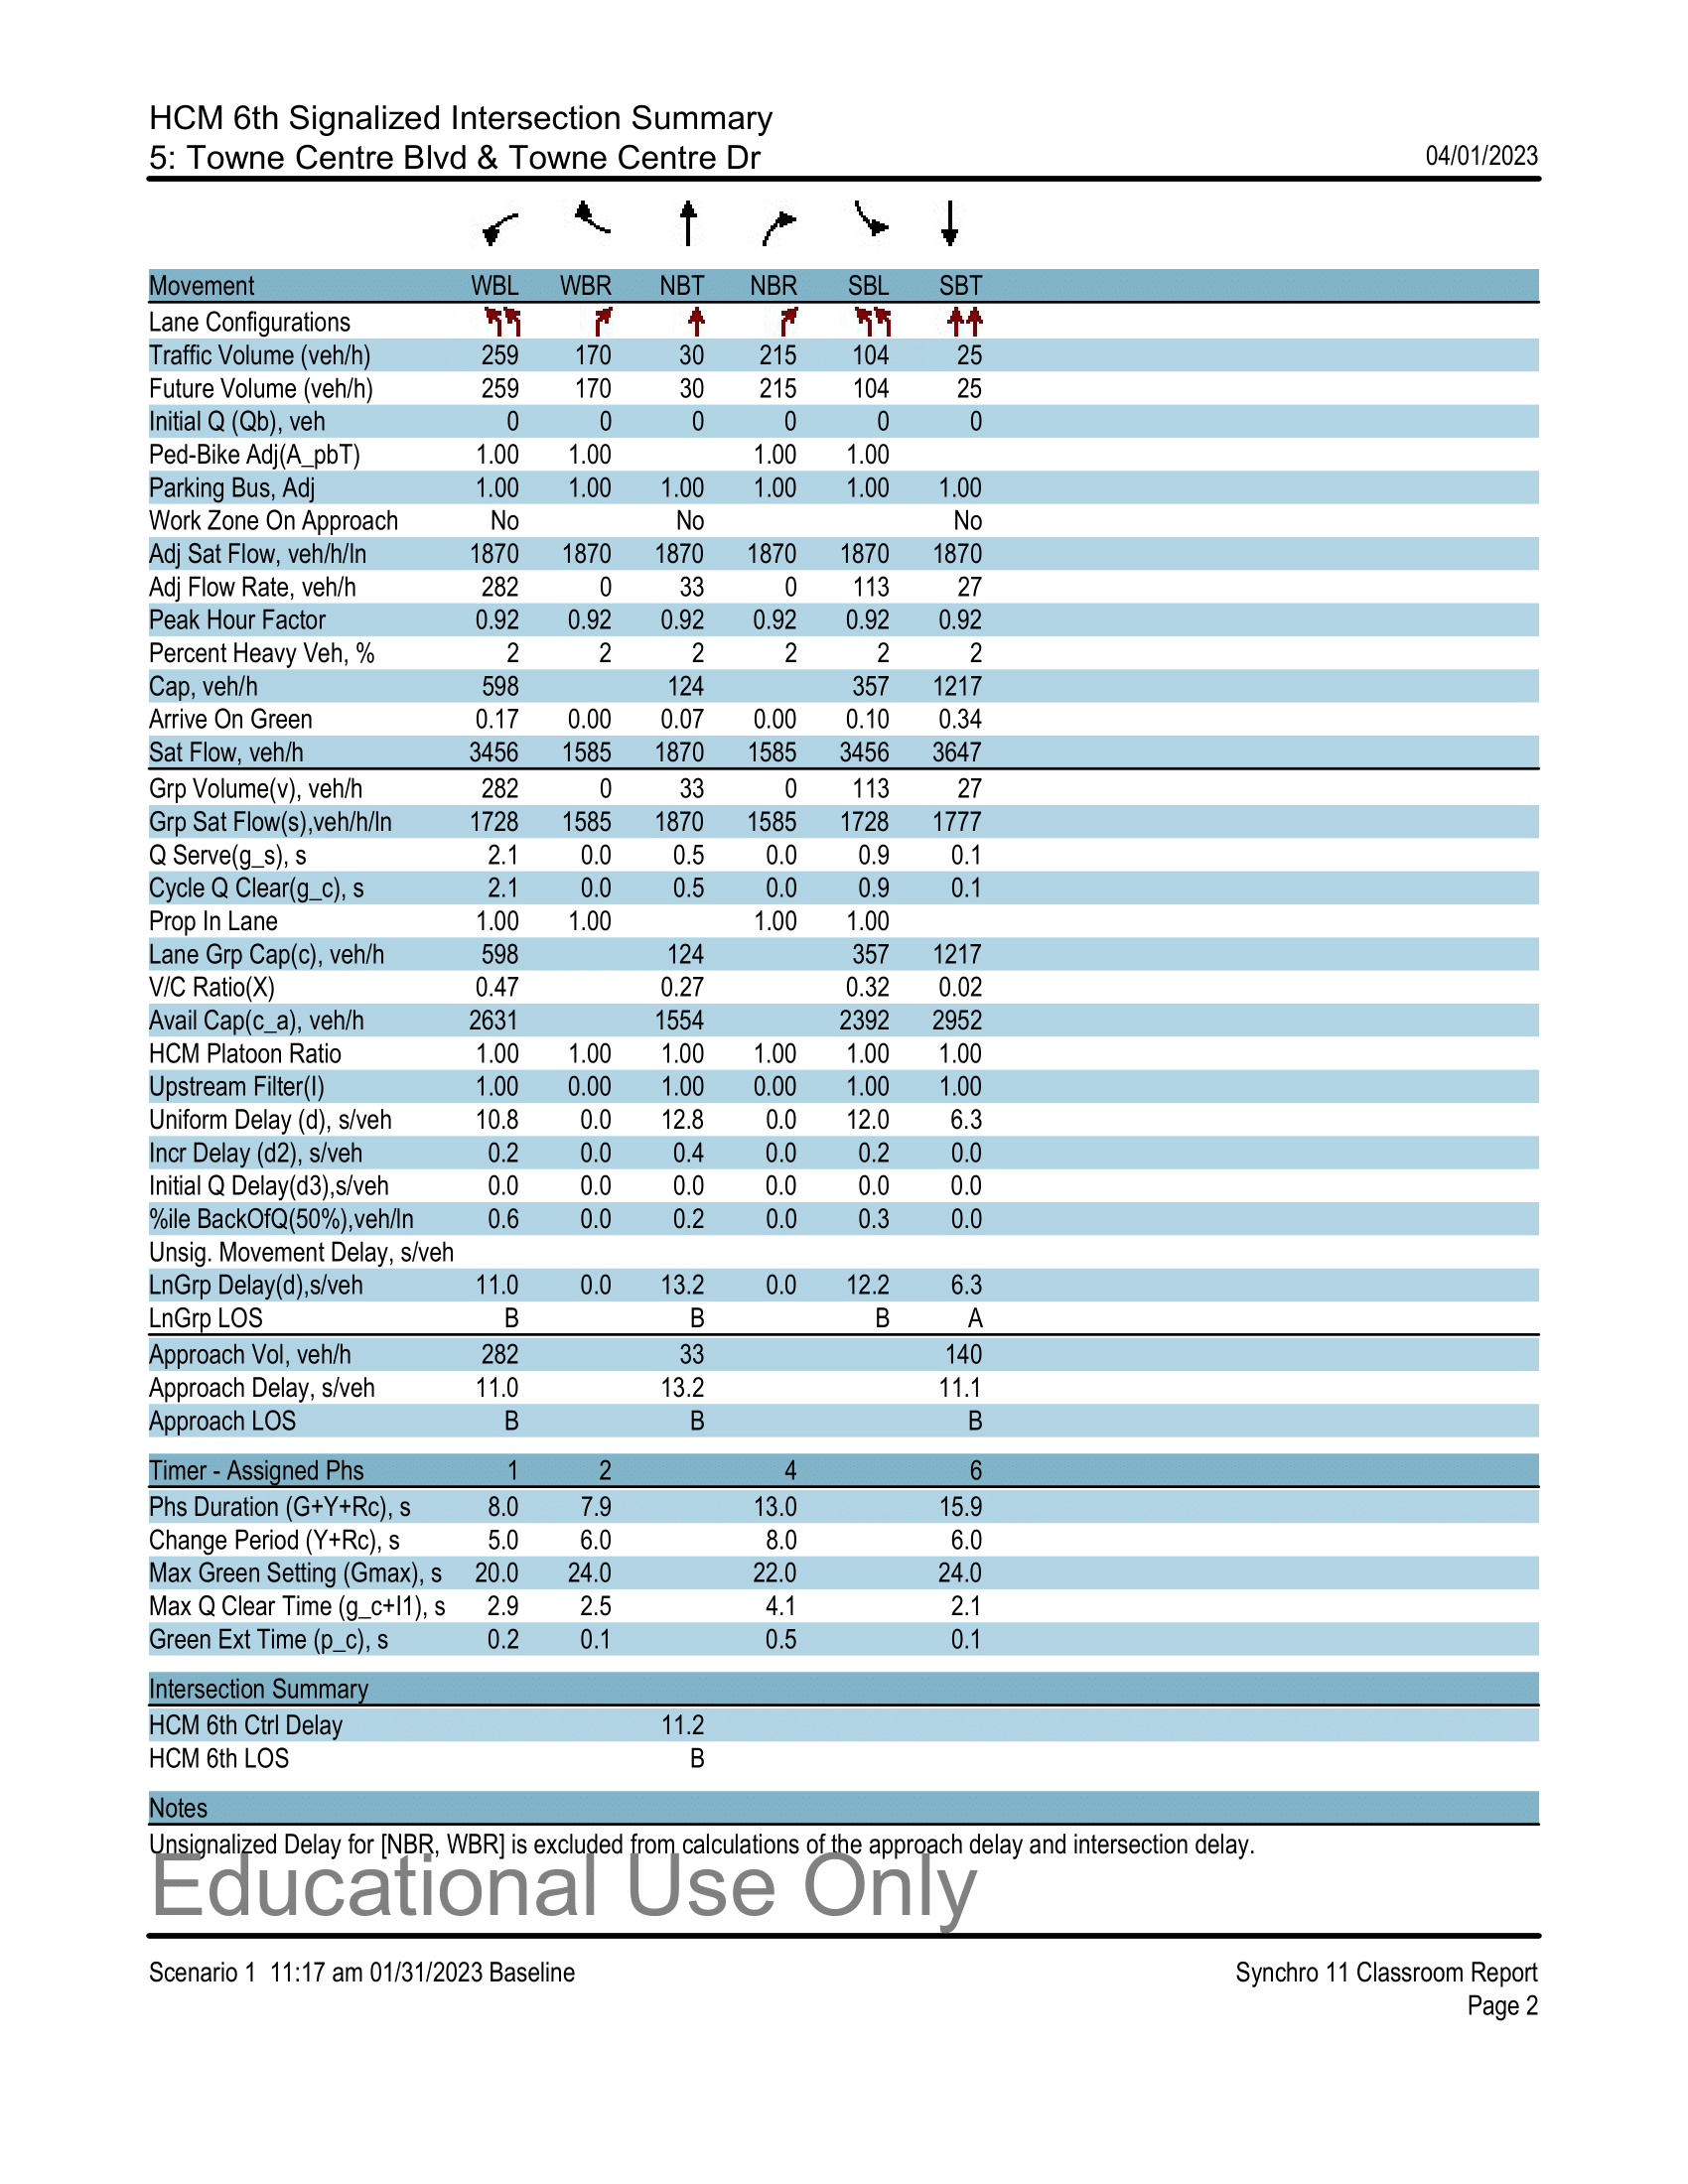 HCM 6th Signalized Intersection Summary
5: Towne Centre Blvd & Towne Centre Dr 04/01/2023
Movement WBL WBR NBT NBR SBL SBT
Lane Configurations
Traffic Volume (veh/h) 259 170 30 215 104 25
Future Volume (veh/h) 259 170 30 215 104 25
Initial Q (Qb), veh 0 0 0 0 0 0
Ped-Bike Adj(A_pbT) 1.00 1.00 1.00 1.00
Parking Bus, Adj 1.00 1.00 1.00 1.00 1.00 1.00
Work Zone On Approach No No No
Adj Sat Flow, veh/h/ln 1870 1870 1870 1870 1870 1870
Adj Flow Rate, veh/h 282 0 33 0 113 27
Peak Hour Factor 0.92 0.92 0.92 0.92 0.92 0.92
Percent Heavy Veh, % 2 2 2 2 2 2
Cap, veh/h 598 124 357 1217
Arrive On Green 0.17 0.00 0.07 0.00 0.10 0.34
Sat Flow, veh/h 3456 1585 1870 1585 3456 3647
Grp Volume(v), veh/h 282 0 33 0 113 27
Grp Sat Flow(s),veh/h/ln 1728 1585 1870 1585 1728 1777
Q Serve(g_s), s 2.1 0.0 0.5 0.0 0.9 0.1
Cycle Q Clear(g_c), s 2.1 0.0 0.5 0.0 0.9 0.1
Prop In Lane 1.00 1.00 1.00 1.00
Lane Grp Cap(c), veh/h 598 124 357 1217
V/C Ratio(X) 0.47 0.27 0.32 0.02
Avail Cap(c_a), veh/h 2631 1554 2392 2952
HCM Platoon Ratio 1.00 1.00 1.00 1.00 1.00 1.00
Upstream Filter(I) 1.00 0.00 1.00 0.00 1.00 1.00
Uniform Delay (d), s/veh 10.8 0.0 12.8 0.0 12.0 6.3
Incr Delay (d2), s/veh 0.2 0.0 0.4 0.0 0.2 0.0
Initial Q Delay(d3),s/veh 0.0 0.0 0.0 0.0 0.0 0.0
%ile BackOfQ(50%),veh/ln 0.6 0.0 0.2 0.0 0.3 0.0
Unsig. Movement Delay, s/veh
LnGrp Delay(d),s/veh 11.0 0.0 13.2 0.0 12.2 6.3
LnGrp LOS B B B A
Approach Vol, veh/h 282 33 140
Approach Delay, s/veh 11.0 13.2 11.1
Approach LOS B B B
Timer - Assigned Phs 1 2 4 6
Phs Duration (G+Y+Rc), s 8.0 7.9 13.0 15.9
Change Period (Y+Rc), s 5.0 6.0 8.0 6.0
Max Green Setting (Gmax), s 20.0 24.0 22.0 24.0
Max Q Clear Time (g_c+I1), s 2.9 2.5 4.1 2.1
Green Ext Time (p_c), s 0.2 0.1 0.5 0.1
Intersection Summary
HCM 6th Ctrl Delay 11.2
HCM 6th LOS B
Notes
Unsignalized Delay for [NBR, WBR] is excluded from calculations of the approach delay and intersection delay.
Educational Use Only
Scenario 1 11:17 am 01/31/2023 Baseline Synchro 11 Classroom Report
Page 2